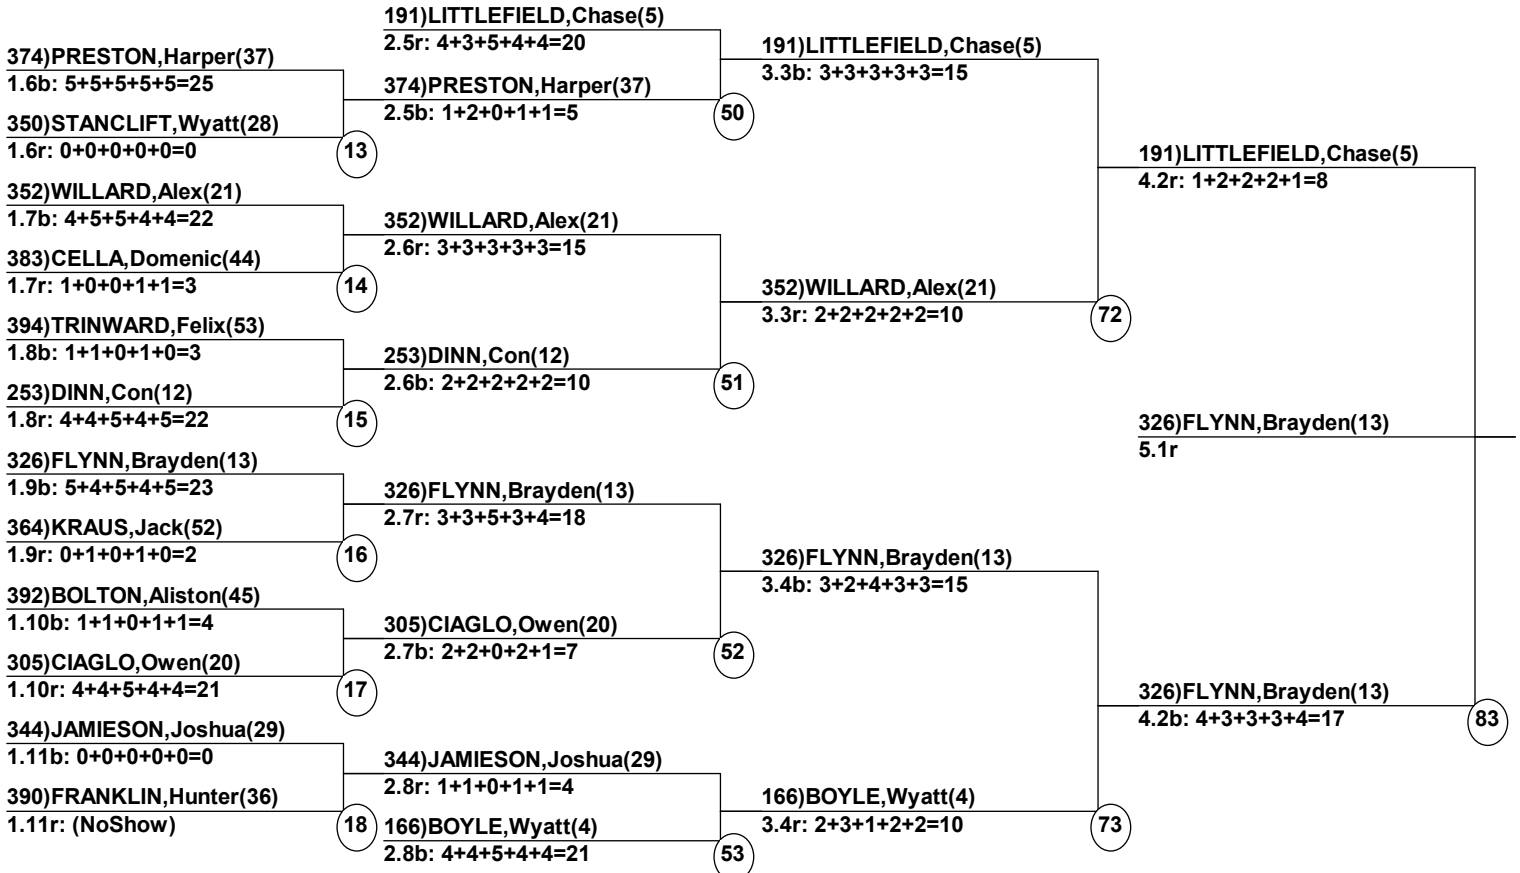 374)PRESTON,Harper(37)
1.6b: 5+5+5+5+5=25
350)STANCLIFT,Wyatt(28)
1.6r: 0+0+0+0+0=0
13
352)WILLARD,Alex(21)
1.7b: 4+5+5+4+4=22
383)CELLA,Domenic(44)
1.7r: 1+0+0+1+1=3
14
394)TRINWARD,Felix(53)
1.8b: 1+1+0+1+0=3
253)DINN,Con(12)
1.8r: 4+4+5+4+5=22
15
326)FLYNN,Brayden(13)
1.9b: 5+4+5+4+5=23
364)KRAUS,Jack(52)
1.9r: 0+1+0+1+0=2
16
392)BOLTON,Aliston(45)
1.10b: 1+1+0+1+1=4
305)CIAGLO,Owen(20)
1.10r: 4+4+5+4+4=21
17
344)JAMIESON,Joshua(29)
1.11b: 0+0+0+0+0=0
390)FRANKLIN,Hunter(36)
1.11r: (NoShow)
18
191)LITTLEFIELD,Chase(5)
2.5r: 4+3+5+4+4=20
374)PRESTON,Harper(37)
2.5b: 1+2+0+1+1=5
50
352)WILLARD,Alex(21)
2.6r: 3+3+3+3+3=15
253)DINN,Con(12)
2.6b: 2+2+2+2+2=10
51
326)FLYNN,Brayden(13)
2.7r: 3+3+5+3+4=18
305)CIAGLO,Owen(20)
2.7b: 2+2+0+2+1=7
52
344)JAMIESON,Joshua(29)
2.8r: 1+1+0+1+1=4
166)BOYLE,Wyatt(4)
2.8b: 4+4+5+4+4=21
53
191)LITTLEFIELD,Chase(5)
3.3b: 3+3+3+3+3=15
352)WILLARD,Alex(21)
3.3r: 2+2+2+2+2=10
72
326)FLYNN,Brayden(13)
3.4b: 3+2+4+3+3=15
166)BOYLE,Wyatt(4)
3.4r: 2+3+1+2+2=10
73
191)LITTLEFIELD,Chase(5)
4.2r: 1+2+2+2+1=8
326)FLYNN,Brayden(13)
5.1r
326)FLYNN,Brayden(13)
4.2b: 4+3+3+3+4=17
83